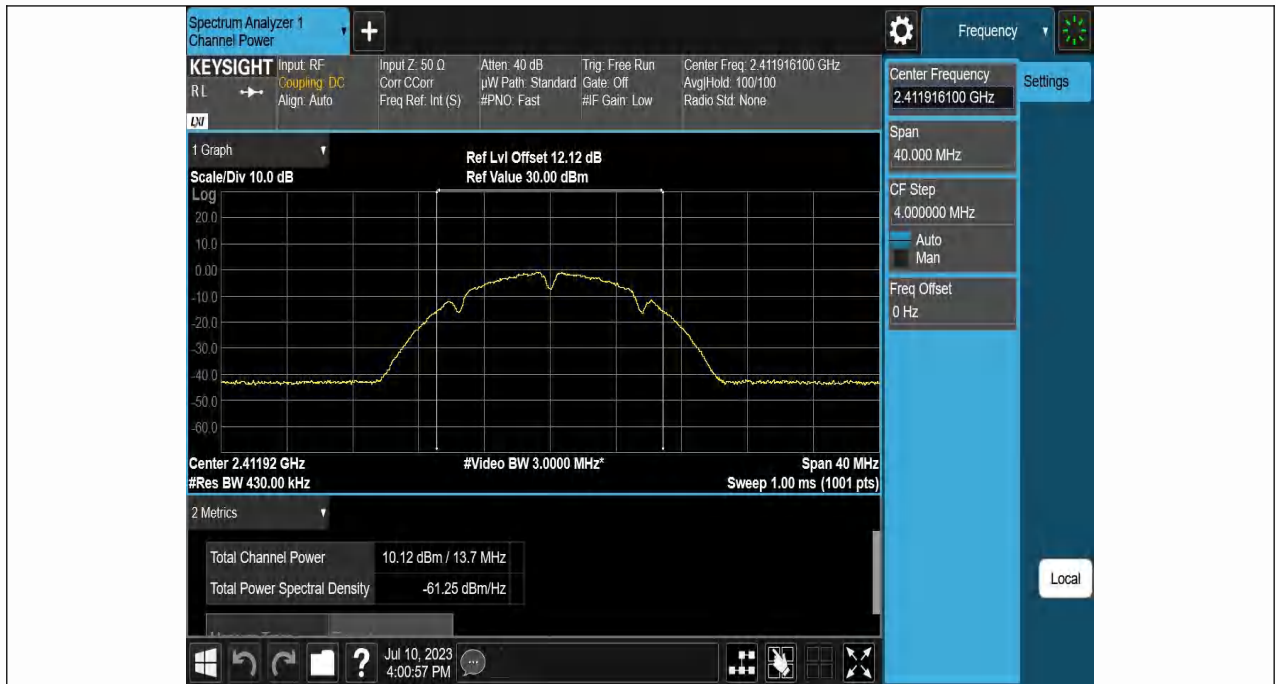 Spectrum Analyzer 1
Channel Power
+
Frequency
KEYSIGHT
RL
LXI
Input: RF
Coupling: DC
Align: Auto
Input Z: 50 Ω
Corr CCorr
Freq Ref: Int (S)
Atten: 40 dB
µW Path: Standard
#PNO: Fast
Trig: Free Run
Gate: Off
#IF Gain: Low
Center Freq: 2.411916100 GHz
Avg|Hold: 100/100
Radio Std: None
Center Frequency
2.411916100 GHz
Settings
Span
40.000 MHz
CF Step
4.000000 MHz
Auto
Man
Freq Offset
0 Hz
1 Graph
Scale/Div 10.0 dB
Ref Lvl Offset 12.12 dB
Ref Value 30.00 dBm
Log
20.0
10.0
0.00
-10.0
-20.0
-30.0
-40.0
-50.0
-60.0
Center 2.41192 GHz
#Video BW 3.0000 MHz*
Span 40 MHz
#Res BW 430.00 kHz
Sweep 1.00 ms (1001 pts)
2 Metrics
Total Channel Power 10.12 dBm / 13.7 MHz
Total Power Spectral Density -61.25 dBm/Hz
Local
?
Jul 10, 2023
4:00:57 PM